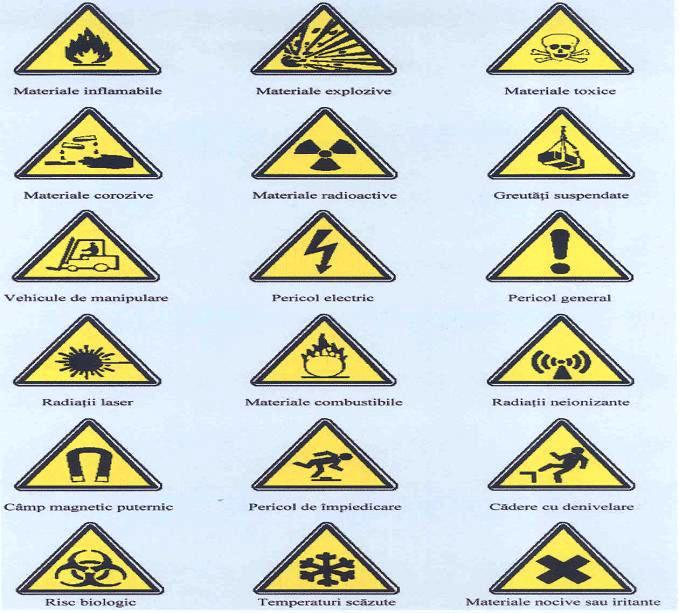 Materiale inflamabile
Materiale explozive
Materiale toxice
Materiale corozive
Materiale radioactive
Greutăți suspendate
Vehicule de manipulare
Pericol electric
Pericol general
Radiații laser
Materiale combustibile
Radiații neionizante
Câmp magnetic puternic
Pericol de împiedicare
Cădere cu denivelare
Risc biologic
Temperaturi scăzute
Materiale nocive sau iritante